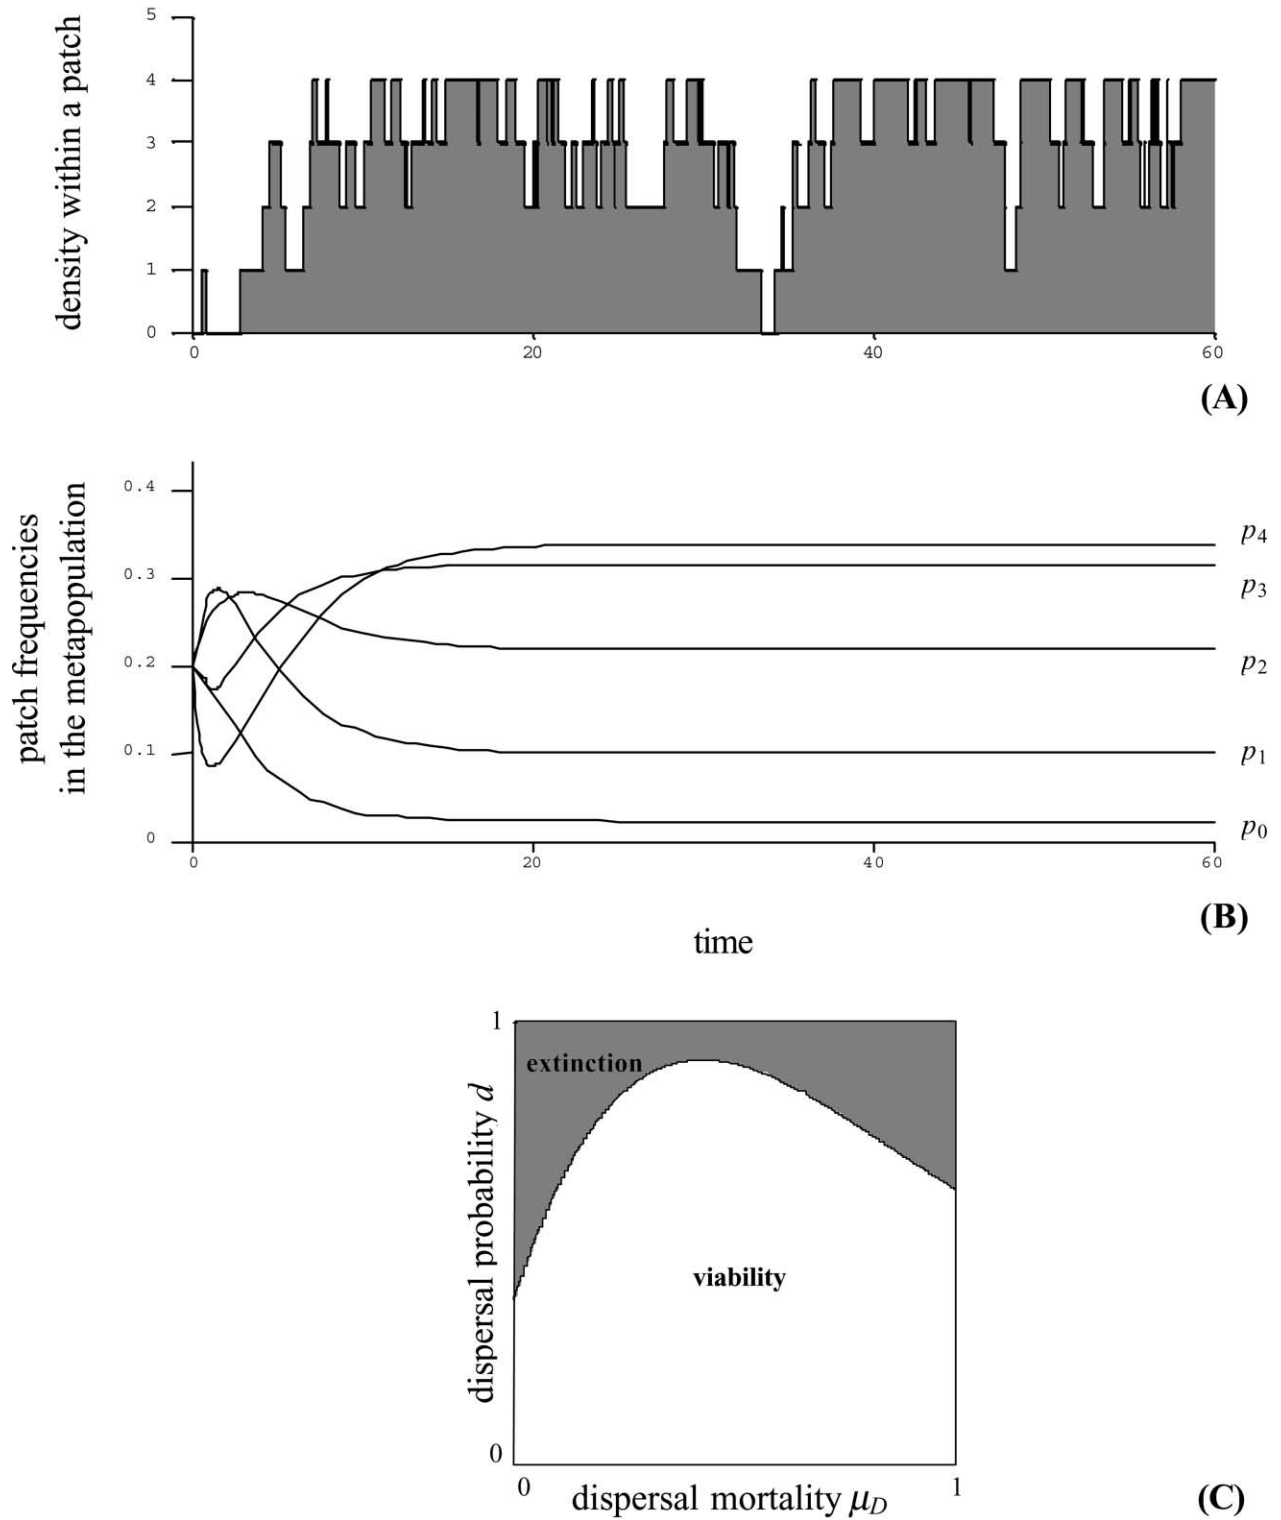 density within a patch
5
4
3
2
1
0
0 20 40 60
(A)
patch frequencies
in the metapopulation
0.4
0.3
0.2
0.1
0
p4
p3
p2
p1
p0
0 20 40 60
(B)
time
dispersal probability d
1
extinction
viability
0
0 1
dispersal mortality μD
(C)